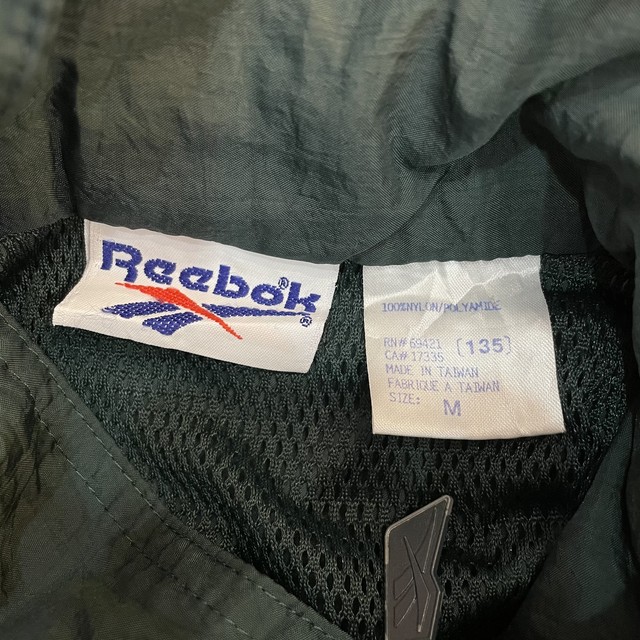 Reebok®
®
100%NYLON/POLYAMIDE
RN# 69421 (135)
CA# 17335
MADE IN TAIWAN
FABRIQUE A TAIWAN
SIZE: M